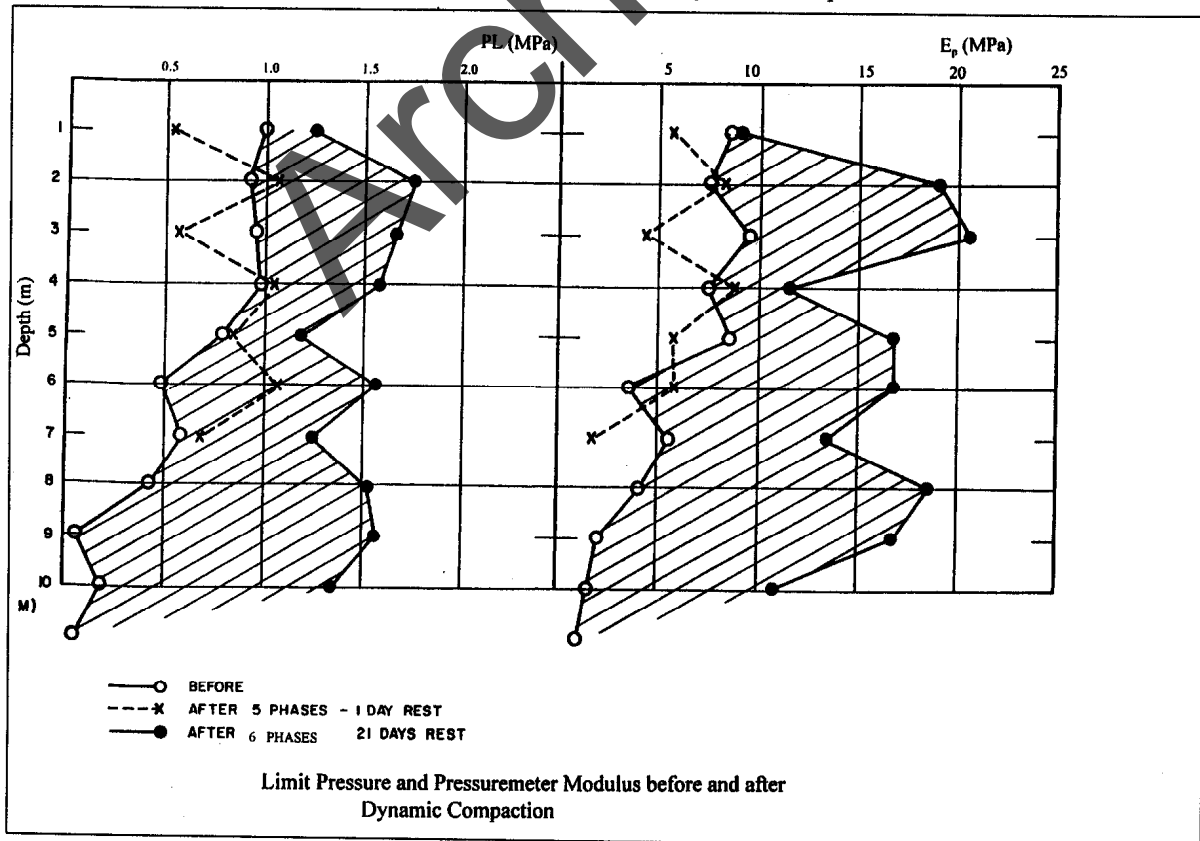 PL (MPa) E_p (MPa)
0.5 1.0 1.5 2.0 5 10 15 20 25
Depth (m)
1
2
3
4
5
6
7
8
9
10
M)
BEFORE
AFTER 5 PHASES - 1 DAY REST
AFTER 6 PHASES 21 DAYS REST
Limit Pressure and Pressuremeter Modulus before and after
Dynamic Compaction